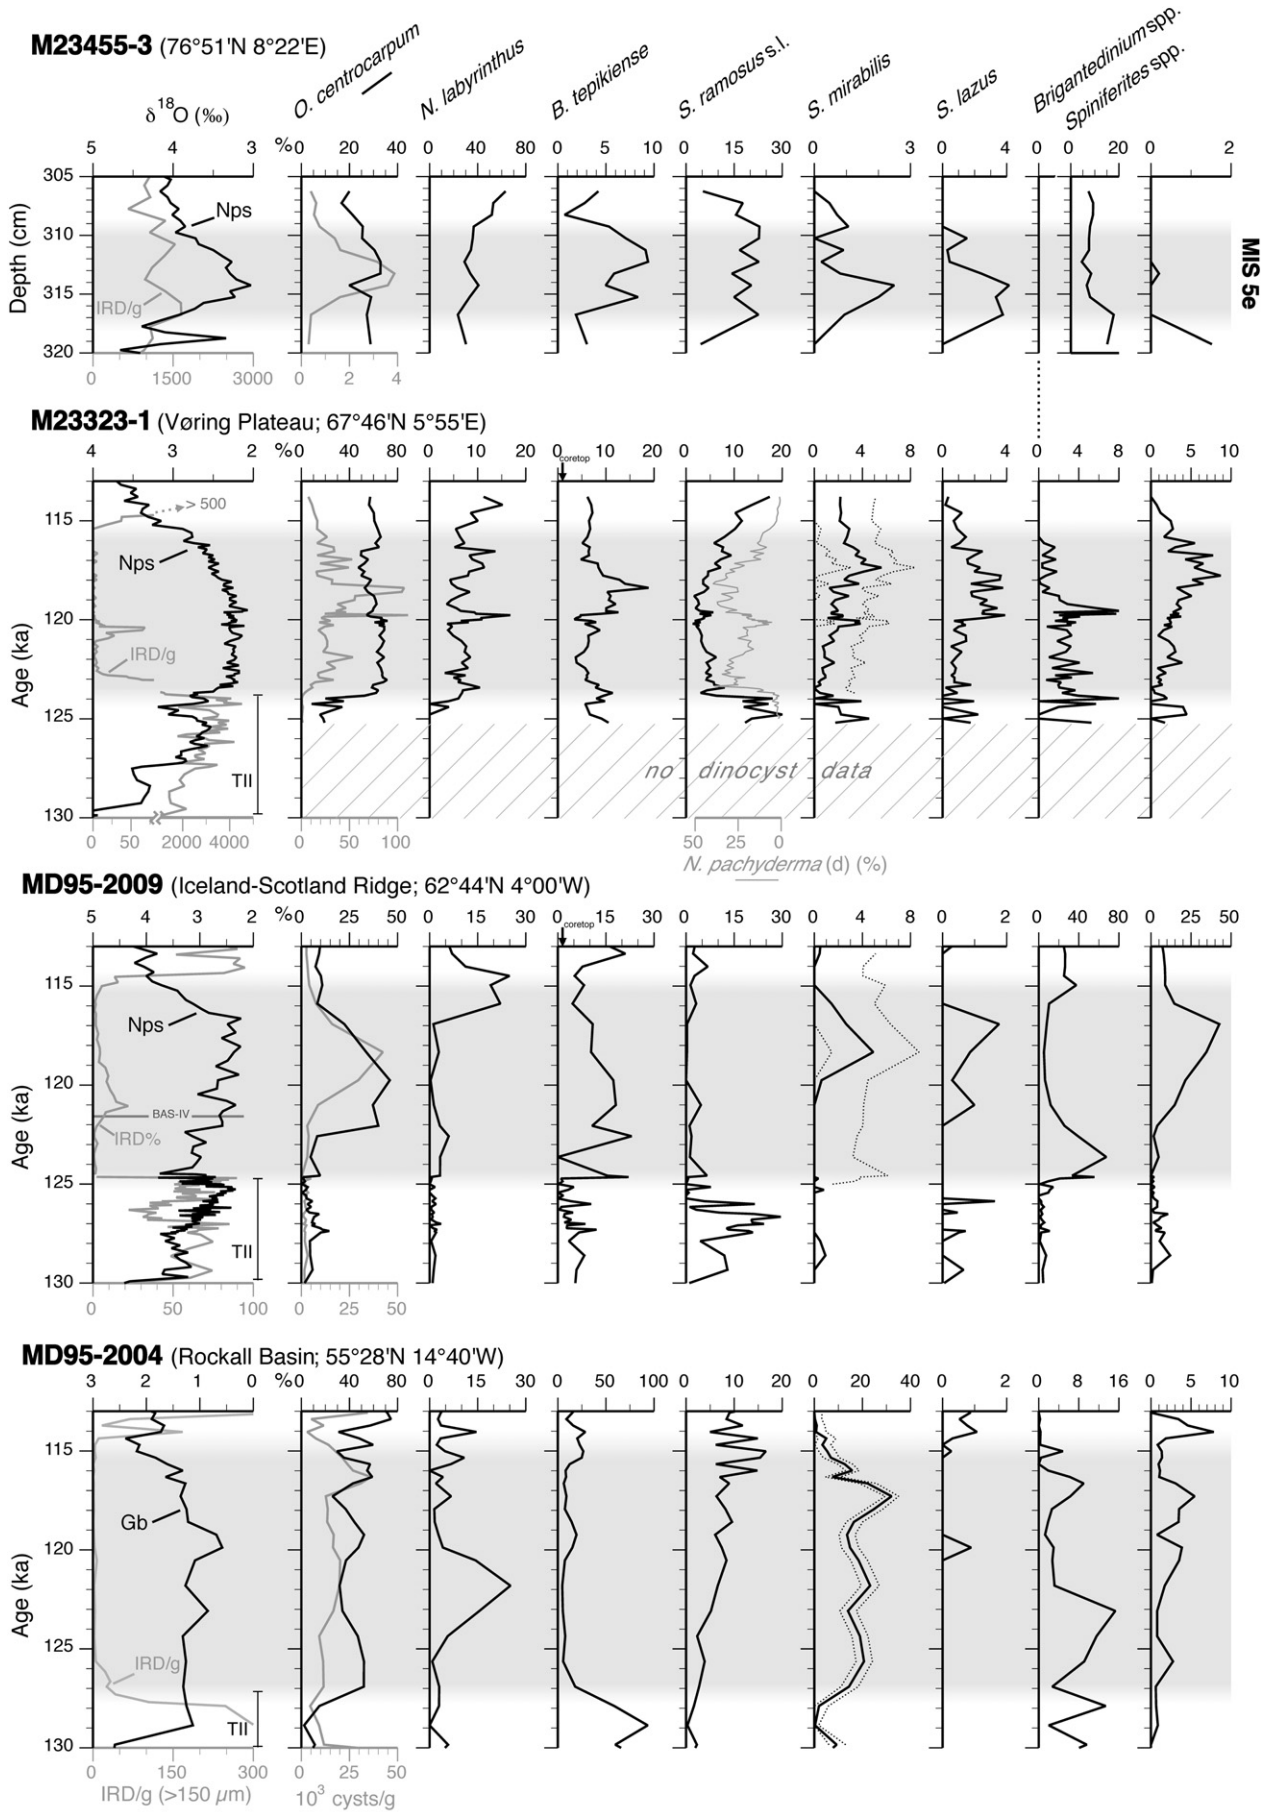 M23455-3 (76°51'N 8°22'E)
δ18O (‰)
O. centrocarpum
N. labyrinthus
B. tepikiense
S. ramosus s.l.
S. mirabilis
S. lazus
Brigantedinium spp.
Spiniferites spp.
5 4 3 % 0 20 40 0 40 80 0 5 10 0 15 30 0 3 0 4 0 0 20 0 2
305
310
315
320
Depth (cm)
Nps
IRD/g
MIS 5e
0 1500 3000 0 2 4
M23323-1 (Vøring Plateau; 67°46'N 5°55'E)
4 3 2 % 0 40 80 0 10 20 0 10 20 0 10 20 0 4 8 0 4 0 4 8 0 5 10
coretop
> 500
115
120
125
130
Age (ka)
Nps
IRD/g
TII
no dinocyst data
0 50 2000 4000 0 50 100 50 25 0
N. pachyderma (d) (%)
MD95-2009 (Iceland-Scotland Ridge; 62°44'N 4°00'W)
5 4 3 2 % 0 25 50 0 15 30 0 15 30 0 15 30 0 4 8 0 2 0 40 80 0 25 50
coretop
115
120
125
130
Age (ka)
Nps
BAS-IV
IRD%
TII
0 50 100 0 25 50
MD95-2004 (Rockall Basin; 55°28'N 14°40'W)
3 2 1 0 % 0 40 80 0 15 30 0 50 100 0 10 20 0 20 40 0 2 0 8 16 0 5 10
115
120
125
130
Age (ka)
Gb
IRD/g
TII
0 150 300 0 25 50
IRD/g (>150 µm) 103 cysts/g